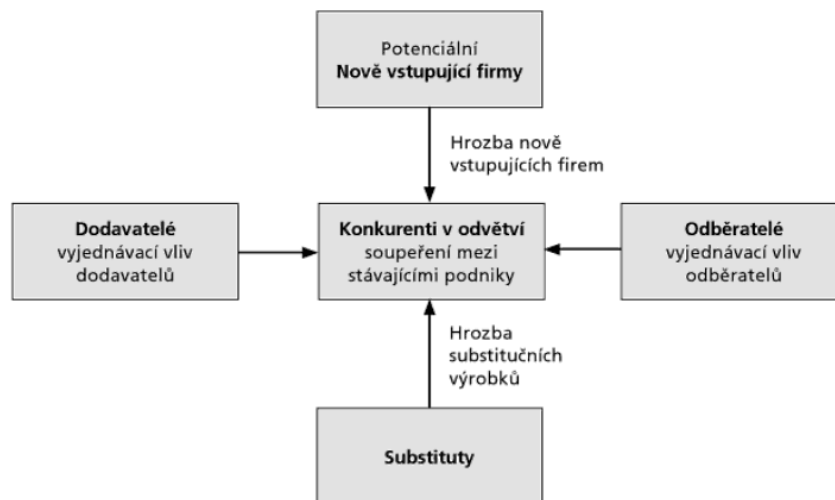 Potenciální
Nově vstupující firmy
Hrozba nově
vstupujících firem
Dodavatelé
vyjednávací vliv
dodavatelů
Konkurenti v odvětví
soupeření mezi
stávajícími podniky
Odběratelé
vyjednávací vliv
odběratelů
Hrozba
substitučních
výrobků
Substituty